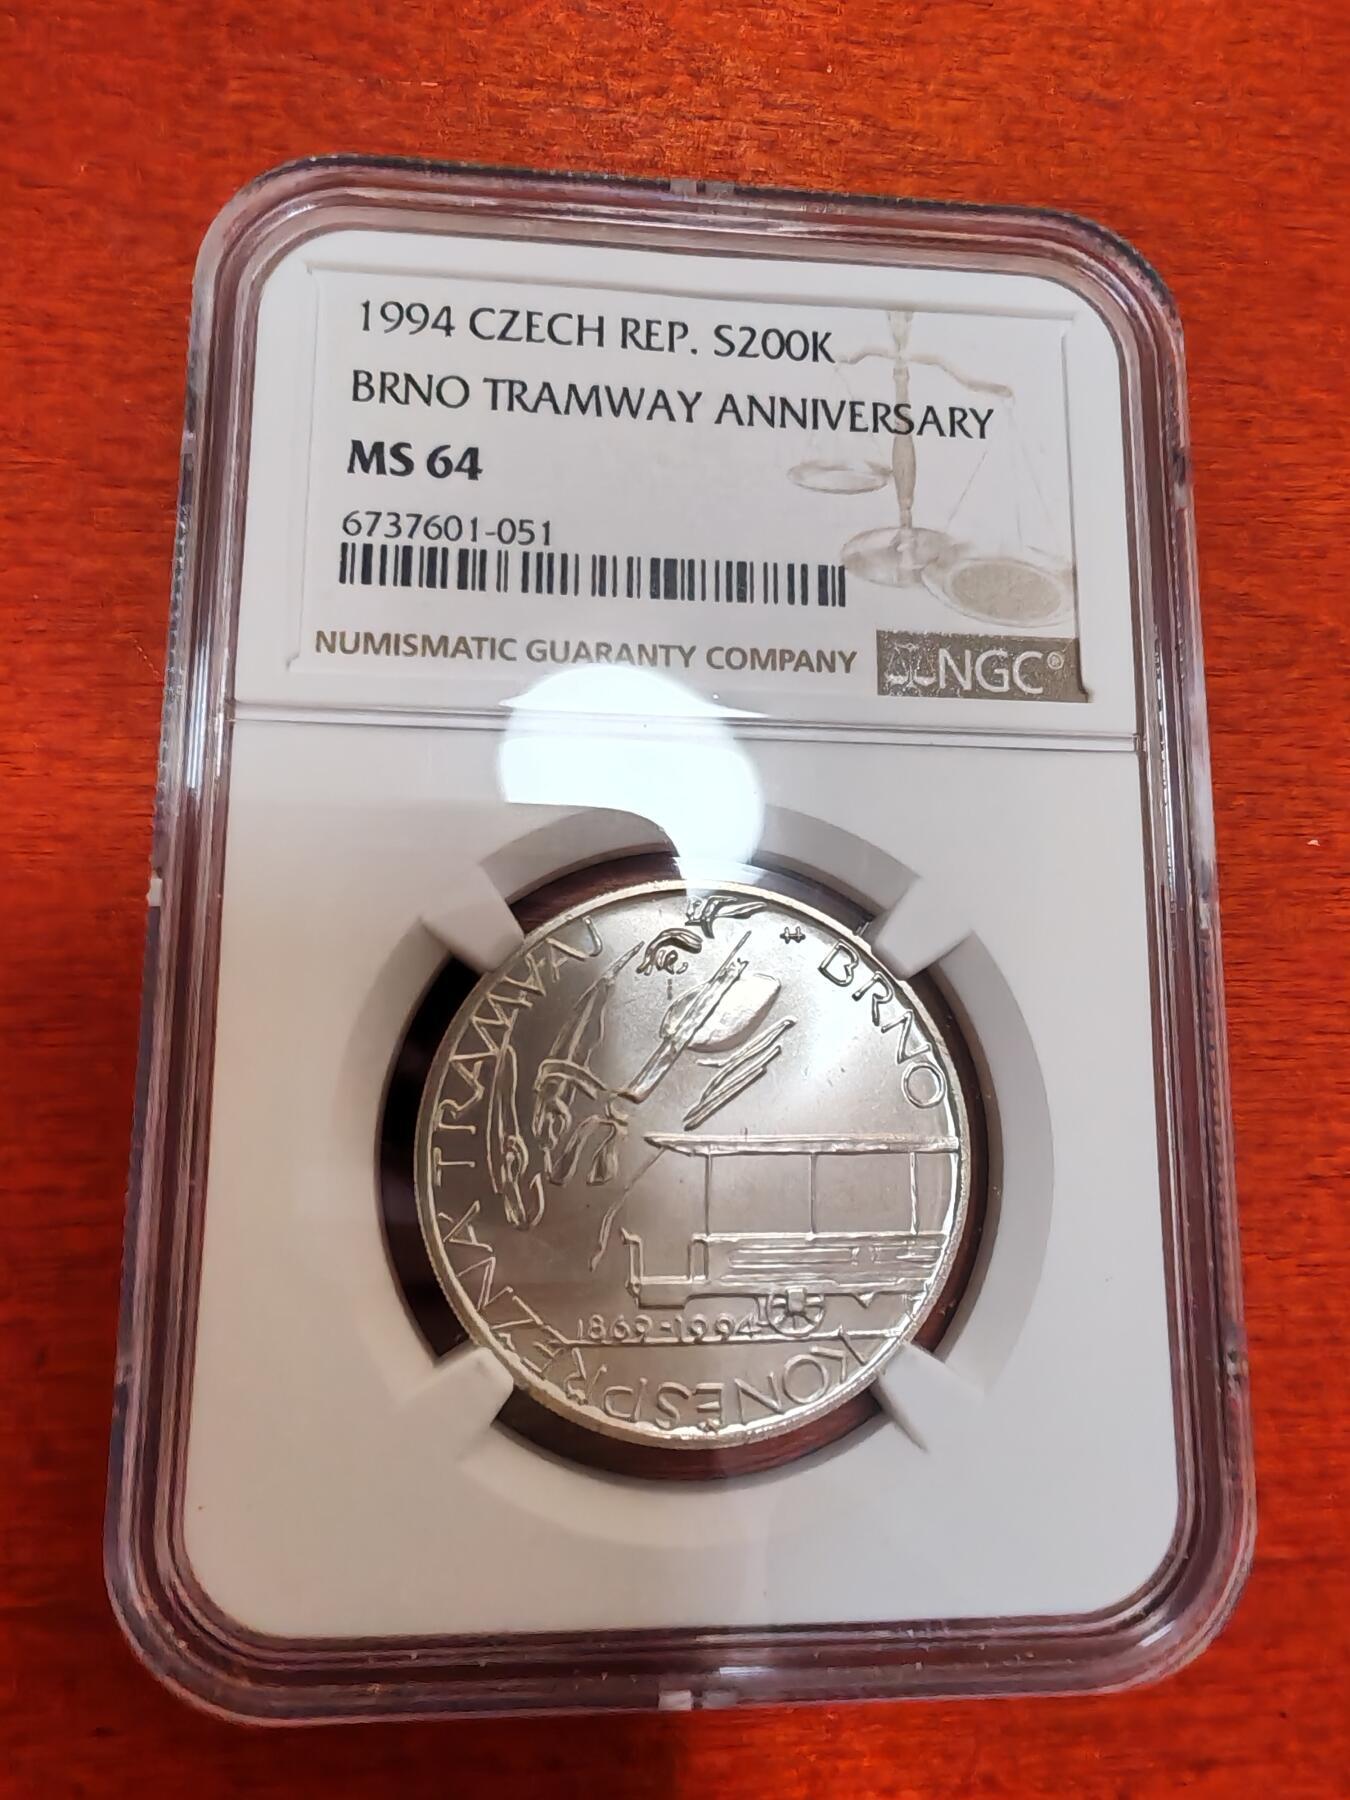 1994 CZECH REP. S200K
BRNO TRAMWAY ANNIVERSARY
MS 64
6737601-051
NUMISMATIC GUARANTY COMPANY
NGC®
BRNO
KONĚSPŘEŽNÁ TRAMVAJ
1869-1994